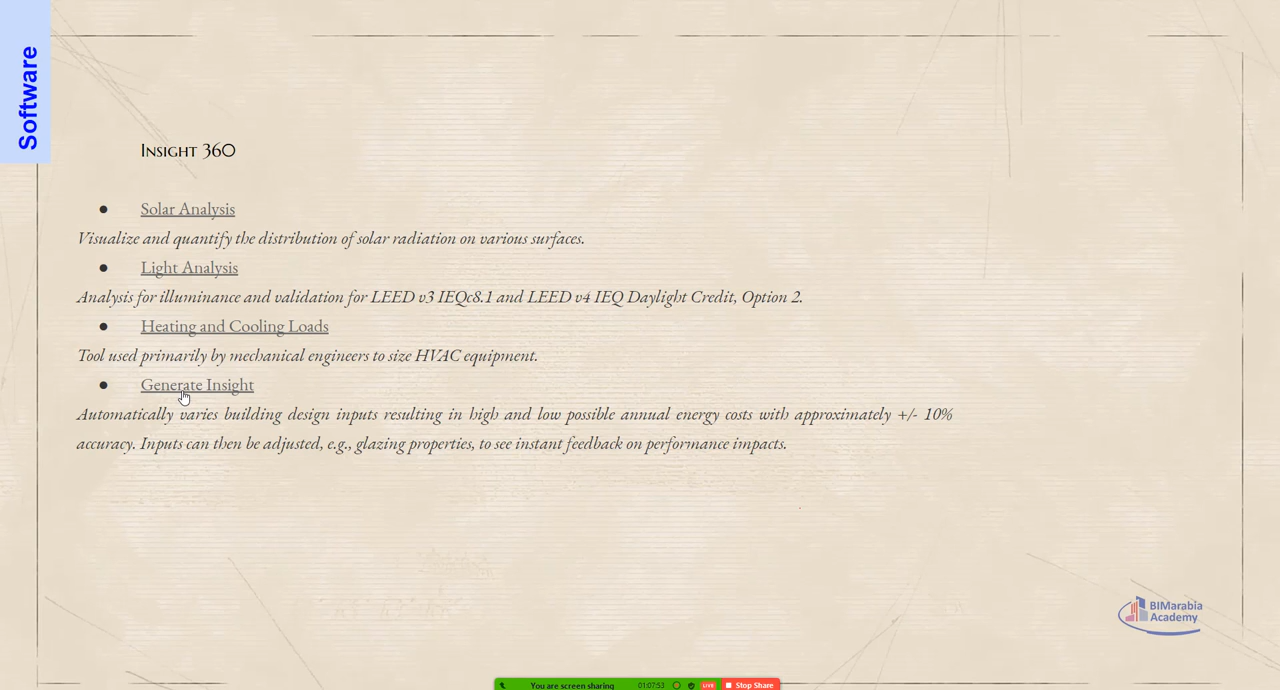 Software
Insight 360
● Solar Analysis
Visualize and quantify the distribution of solar radiation on various surfaces.
● Light Analysis
Analysis for illuminance and validation for LEED v3 IEQc8.1 and LEED v4 IEQ Daylight Credit, Option 2.
● Heating and Cooling Loads
Tool used primarily by mechanical engineers to size HVAC equipment.
● Generate Insight
Automatically varies building design inputs resulting in high and low possible annual energy costs with approximately +/- 10%
accuracy. Inputs can then be adjusted, e.g., glazing properties, to see instant feedback on performance impacts.
BIMarabia
Academy
You are screen sharing 01:07:53 LIVE Stop Share